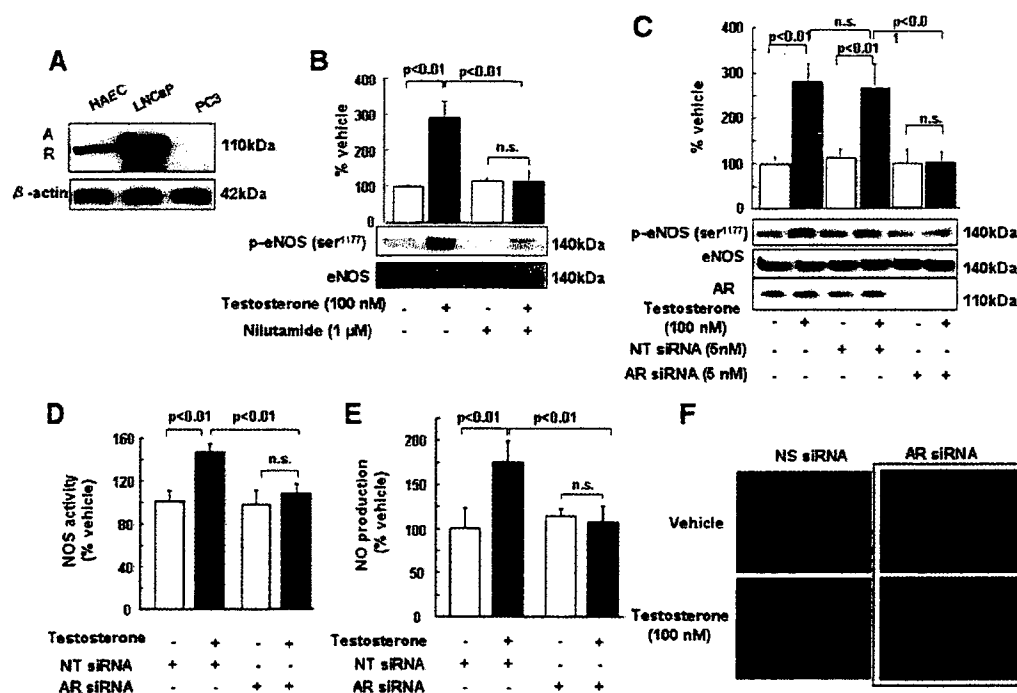 A
HAEC LNCaP PC3
A
R
110kDa
β-actin
42kDa
B
p<0.01
p<0.01
n.s.
% vehicle
400
300
200
100
0
p-eNOS (ser1177)
140kDa
eNOS
140kDa
Testosterone (100 nM) - + - +
Nilutamide (1 µM) - - + +
C
n.s.
p<0.0
1
p<0.01
p<0.01
n.s.
% vehicle
400
300
200
100
0
p-eNOS (ser1177)
140kDa
eNOS
140kDa
AR
110kDa
Testosterone
(100 nM)
- + - + - +
NT siRNA (5nM) - - + + - -
AR siRNA (5 nM) - - - - + +
D
p<0.01
p<0.01
n.s.
NOS activity
(% vehicle)
160
120
80
40
0
Testosterone - + - +
NT siRNA + + - -
AR siRNA - - + +
E
p<0.01
p<0.01
n.s.
NO production
(% vehicle)
200
150
100
50
0
Testosterone - + - +
NT siRNA + + - -
AR siRNA - - + +
F
NS siRNA
AR siRNA
Vehicle
Testosterone
(100 nM)